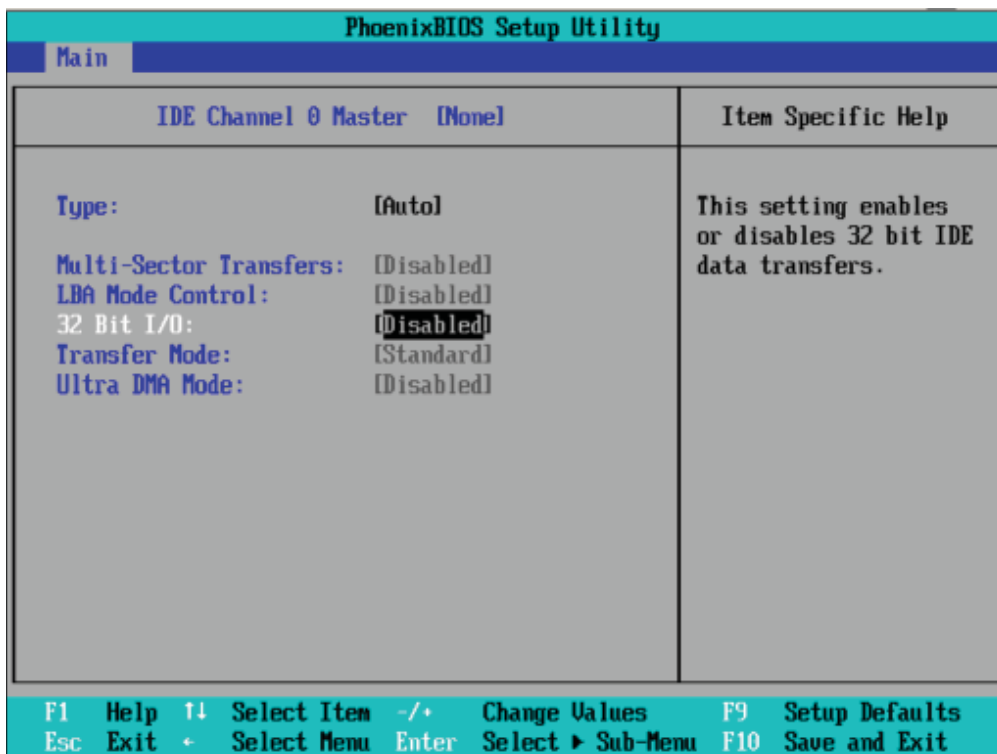 PhoenixBIOS Setup Utility
Main
IDE Channel 0 Master [None]
Item Specific Help
Type: [Auto]
Multi-Sector Transfers: [Disabled]
LBA Mode Control: [Disabled]
32 Bit I/O: [Disabled]
Transfer Mode: [Standard]
Ultra DMA Mode: [Disabled]
This setting enables
or disables 32 bit IDE
data transfers.
F1 Help ↑↓ Select Item -/+ Change Values F9 Setup Defaults
Esc Exit ← Select Menu Enter Select ▶ Sub-Menu F10 Save and Exit